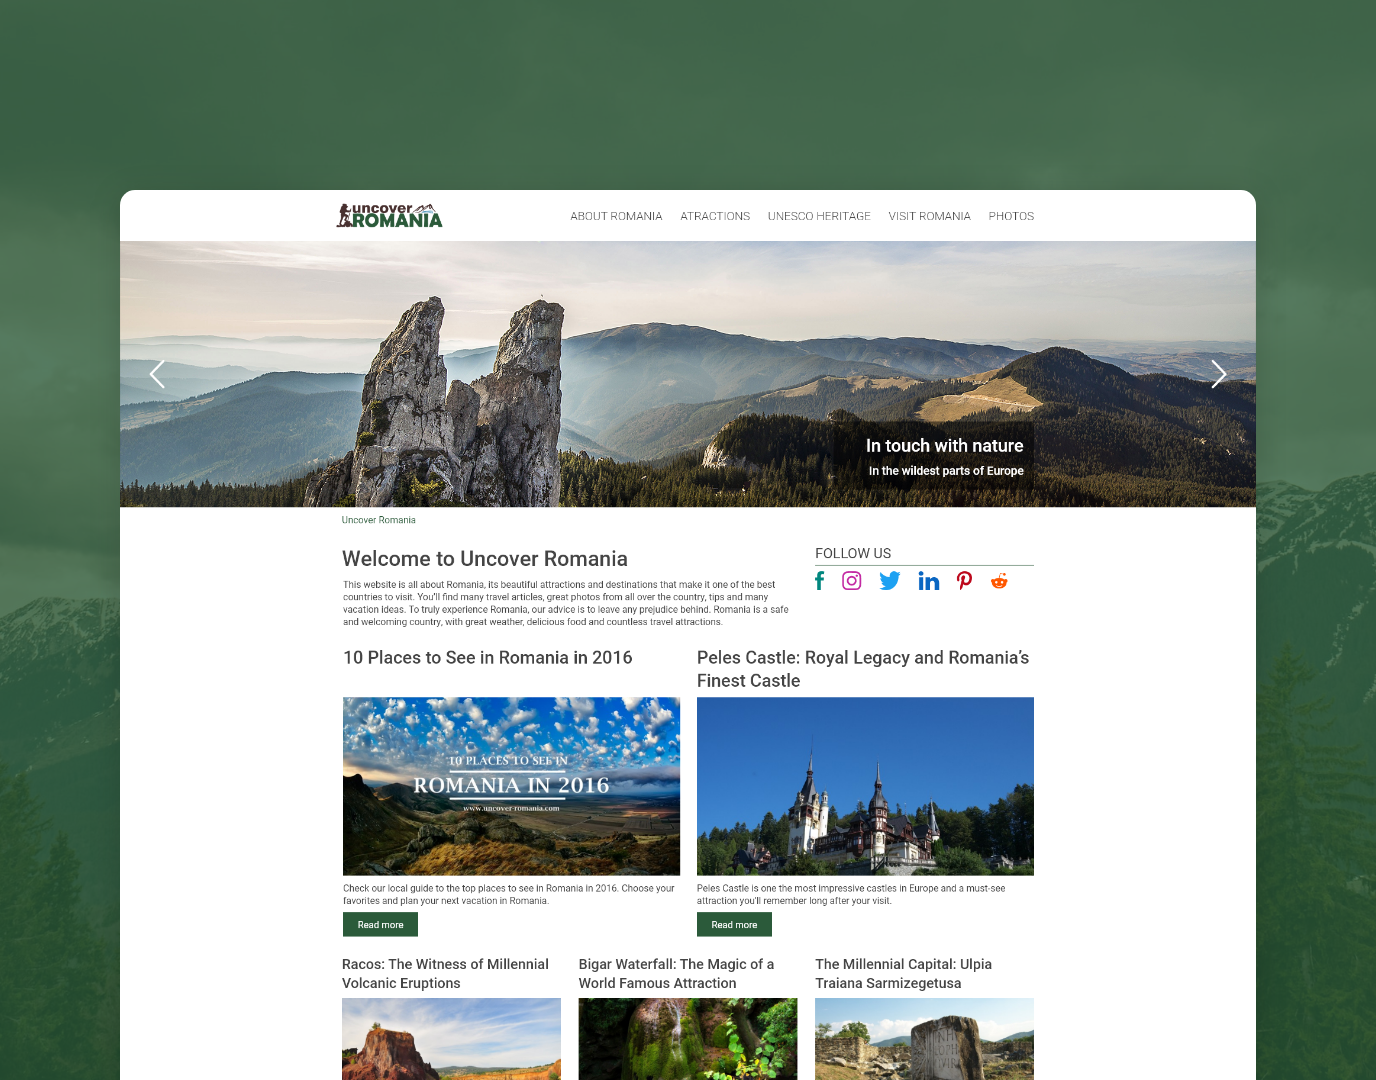 uncover
ROMANIA
ABOUT ROMANIA ATRACTIONS UNESCO HERITAGE VISIT ROMANIA PHOTOS
In touch with nature
In the wildest parts of Europe
Uncover Romania
Welcome to Uncover Romania
This website is all about Romania, its beautiful attractions and destinations that make it one of the best
countries to visit. You'll find many travel articles, great photos from all over the country, tips and many
vacation ideas. To truly experience Romania, our advice is to leave any prejudice behind. Romania is a safe
and welcoming country, with great weather, delicious food and countless travel attractions.
FOLLOW US
10 Places to See in Romania in 2016
10 PLACES TO SEE IN
ROMANIA IN 2016
www.uncover-romania.com
Check our local guide to the top places to see in Romania in 2016. Choose your
favorites and plan your next vacation in Romania.
Read more
Peles Castle: Royal Legacy and Romania's
Finest Castle
Peles Castle is one the most impressive castles in Europe and a must-see
attraction you'll remember long after your visit.
Read more
Racos: The Witness of Millennial
Volcanic Eruptions
Bigar Waterfall: The Magic of a
World Famous Attraction
The Millennial Capital: Ulpia
Traiana Sarmizegetusa